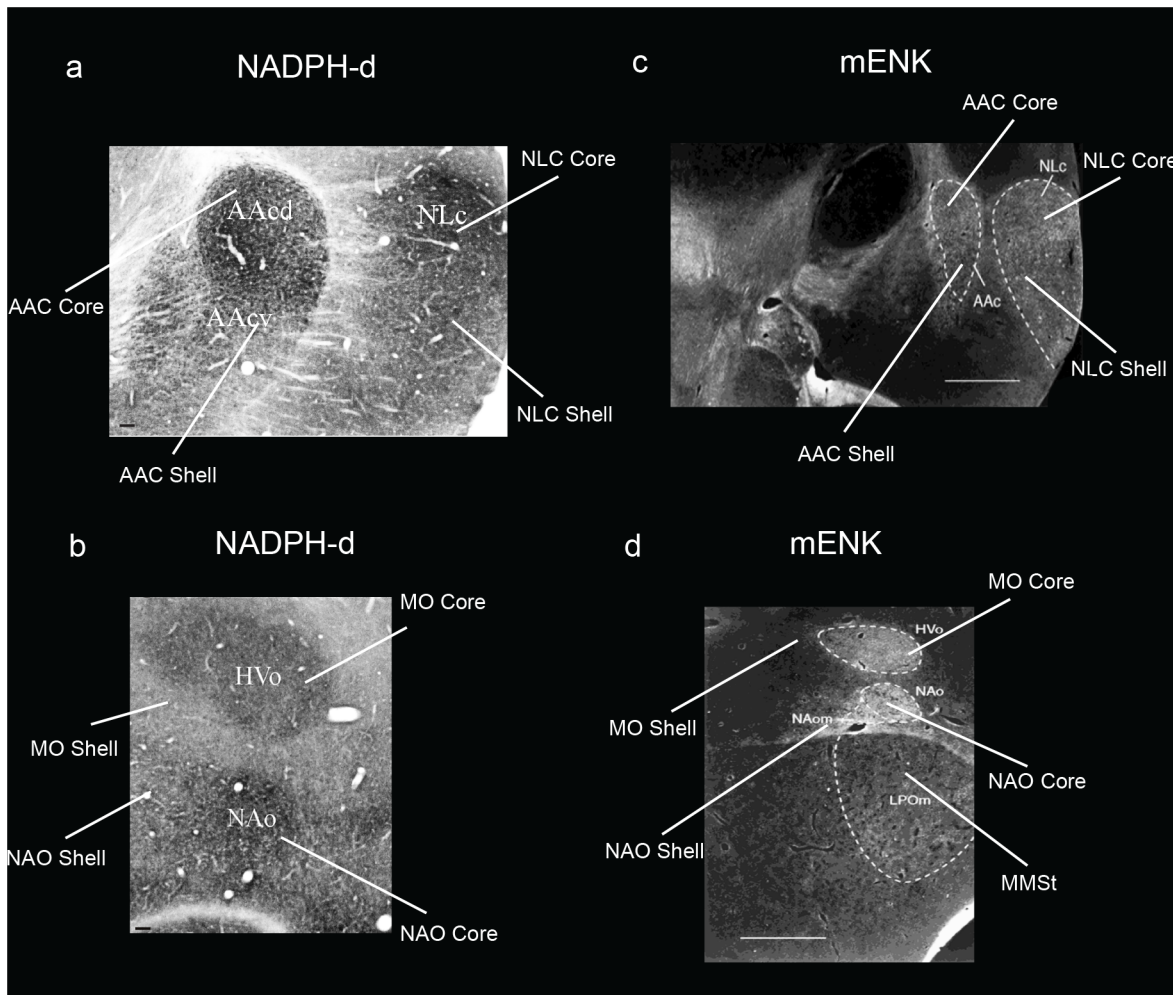 a
NADPH-d
NLC Core
AAcd
NLc
AAC Core
AAcv
NLC Shell
AAC Shell
c
mENK
AAC Core
NLc
NLC Core
AAc
NLC Shell
AAC Shell
b
NADPH-d
MO Core
HVo
MO Shell
NAo
NAO Shell
NAO Core
d
mENK
MO Core
HVo
NAo
NAom
MO Shell
NAO Core
LPOm
NAO Shell
MMSt